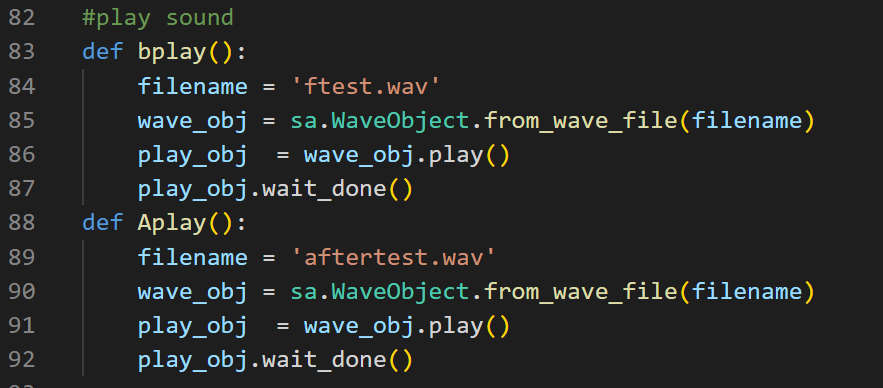 82 #play sound
83 def bplay():
84     filename = 'ftest.wav'
85     wave_obj = sa.WaveObject.from_wave_file(filename)
86     play_obj  = wave_obj.play()
87     play_obj.wait_done()
88 def Aplay():
89     filename = 'aftertest.wav'
90     wave_obj = sa.WaveObject.from_wave_file(filename)
91     play_obj  = wave_obj.play()
92     play_obj.wait_done()